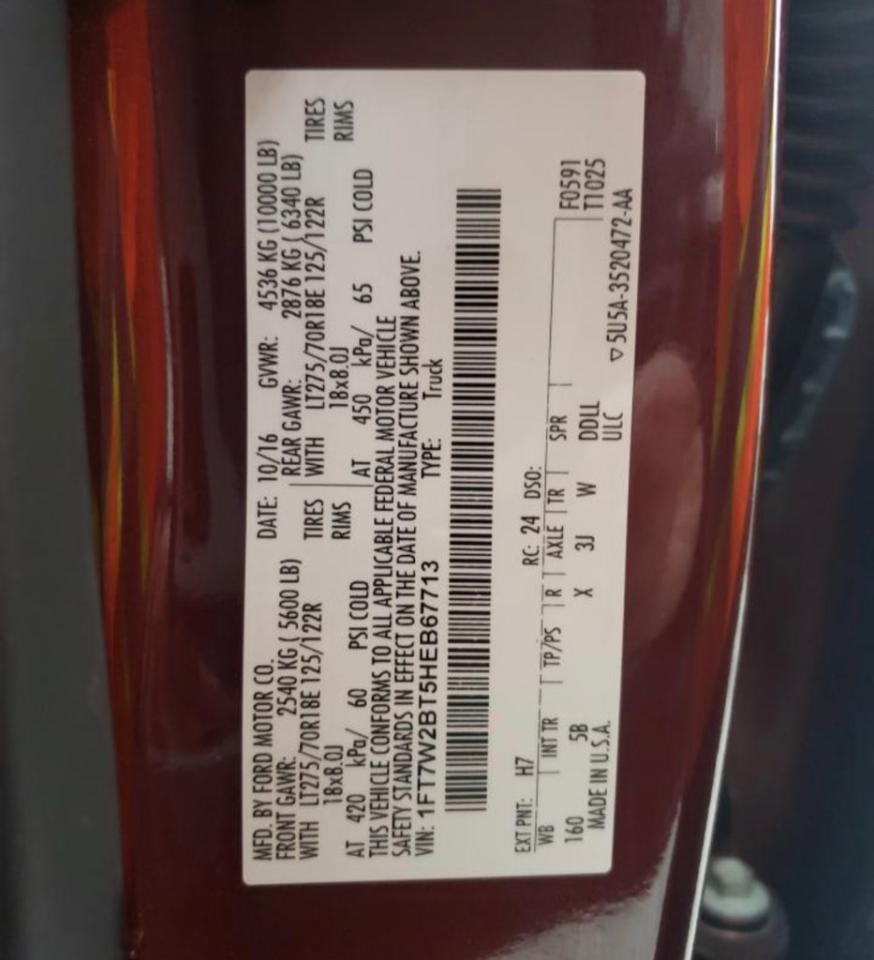 MFD. BY FORD MOTOR CO. DATE: 10/16 GVWR: 4536 KG (10000 LB)
FRONT GAWR: 2540 KG ( 5600 LB) REAR GAWR: 2876 KG ( 6340 LB)
WITH LT275/70R18E 125/122R TIRES WITH LT275/70R18E 125/122R TIRES
18x8.0J RIMS 18x8.0J RIMS
AT 420 kPa/ 60 PSI COLD AT 450 kPa/ 65 PSI COLD
THIS VEHICLE CONFORMS TO ALL APPLICABLE FEDERAL MOTOR VEHICLE
SAFETY STANDARDS IN EFFECT ON THE DATE OF MANUFACTURE SHOWN ABOVE.
VIN: 1FT7W2BT5HEB67713 TYPE: Truck
EXT PNT: H7 RC: 24 DSO:
WB INT TR TP/PS R AXLE TR SPR F0591
160 5B X 3J W DDLL T1025
MADE IN U.S.A. ULC
▽5U5A-3520472-AA